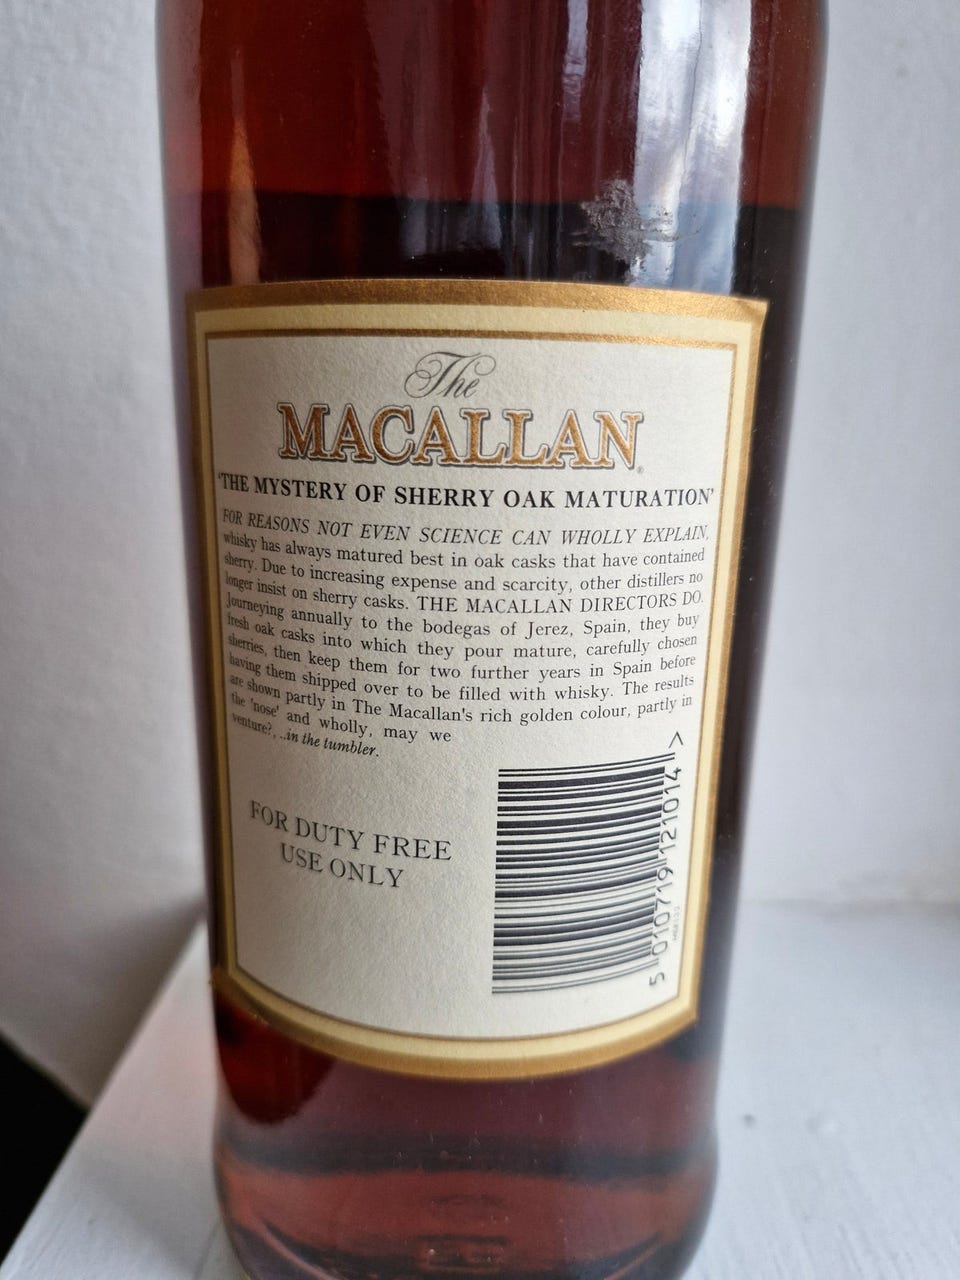 The
MACALLAN
'THE MYSTERY OF SHERRY OAK MATURATION'
FOR REASONS NOT EVEN SCIENCE CAN WHOLLY EXPLAIN,
whisky has always matured best in oak casks that have contained
sherry. Due to increasing expense and scarcity, other distillers no
longer insist on sherry casks. THE MACALLAN DIRECTORS DO.
Journeying annually to the bodegas of Jerez, Spain, they buy
fresh oak casks into which they pour mature, carefully chosen
sherries, then keep them for two further years in Spain before
having them shipped over to be filled with whisky. The results
are shown partly in The Macallan's rich golden colour, partly in
the 'nose' and wholly, may we
venture?, ..in the tumbler.
FOR DUTY FREE
USE ONLY
5 010719 121014 >